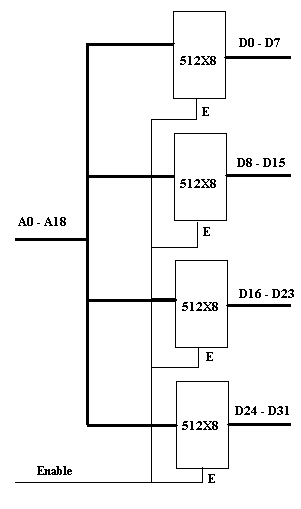 D0 - D7
512X8
E
D8 - D15
512X8
A0 - A18
E
D16 - D23
512X8
E
D24 - D31
512X8
Enable
E